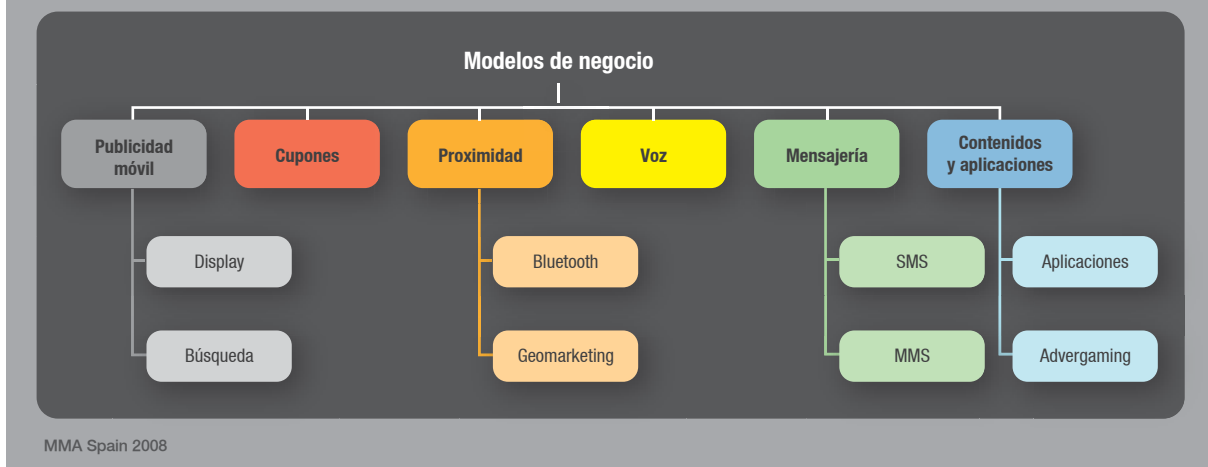 Modelos de negocio
Publicidad
móvil
Cupones
Proximidad
Voz
Mensajería
Contenidos
y aplicaciones
Display
Bluetooth
SMS
Aplicaciones
Búsqueda
Geomarketing
MMS
Advergaming
MMA Spain 2008